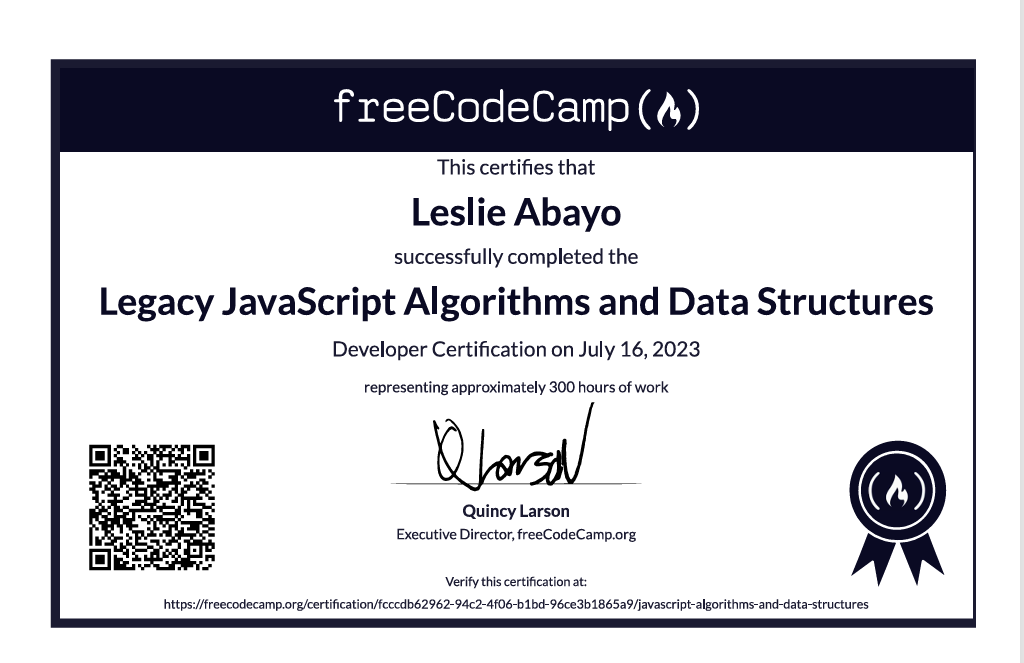 freeCodeCamp
This certifies that
Leslie Abayo
successfully completed the
Legacy JavaScript Algorithms and Data Structures
Developer Certification on July 16, 2023
representing approximately 300 hours of work
Q Larson
Quincy Larson
Executive Director, freeCodeCamp.org
Verify this certification at:
https://freecodecamp.org/certification/fcccdb62962-94c2-4f06-b1bd-96ce3b1865a9/javascript-algorithms-and-data-structures